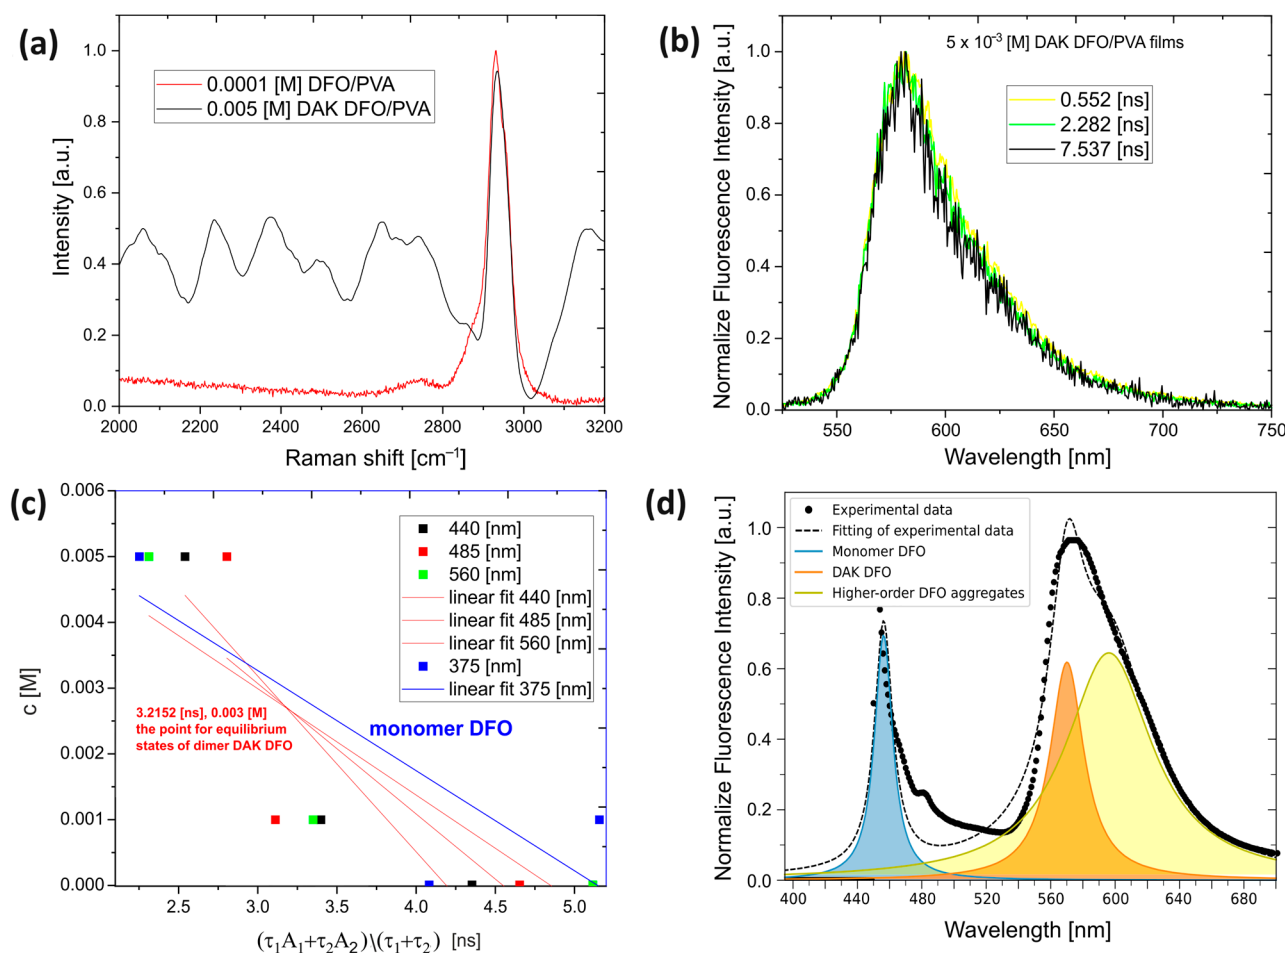 (a)
Intensity [a.u.]
1.0
0.8
0.6
0.4
0.2
0.0
0.0001 [M] DFO/PVA
0.005 [M] DAK DFO/PVA
2000 2200 2400 2600 2800 3000 3200
Raman shift [cm⁻¹]
(b)
Normalize Fluorescence Intensity [a.u.]
1.0
0.8
0.6
0.4
0.2
0.0
5 x 10⁻³ [M] DAK DFO/PVA films
0.552 [ns]
2.282 [ns]
7.537 [ns]
550 600 650 700 750
Wavelength [nm]
(c)
c [M]
0.006
0.005
0.004
0.003
0.002
0.001
0.000
440 [nm]
485 [nm]
560 [nm]
linear fit 440 [nm]
linear fit 485 [nm]
linear fit 560 [nm]
375 [nm]
linear fit 375 [nm]
3.2152 [ns], 0.003 [M]
the point for equilibrium
states of dimer DAK DFO
monomer DFO
2.5 3.0 3.5 4.0 4.5 5.0
(τ₁A₁+τ₂A₂)\(τ₁+τ₂) [ns]
(d)
Normalize Fluorescence Intensity [a.u.]
1.0
0.8
0.6
0.4
0.2
0.0
Experimental data
Fitting of experimental data
Monomer DFO
DAK DFO
Higher-order DFO aggregates
400 440 480 520 560 600 640 680
Wavelength [nm]